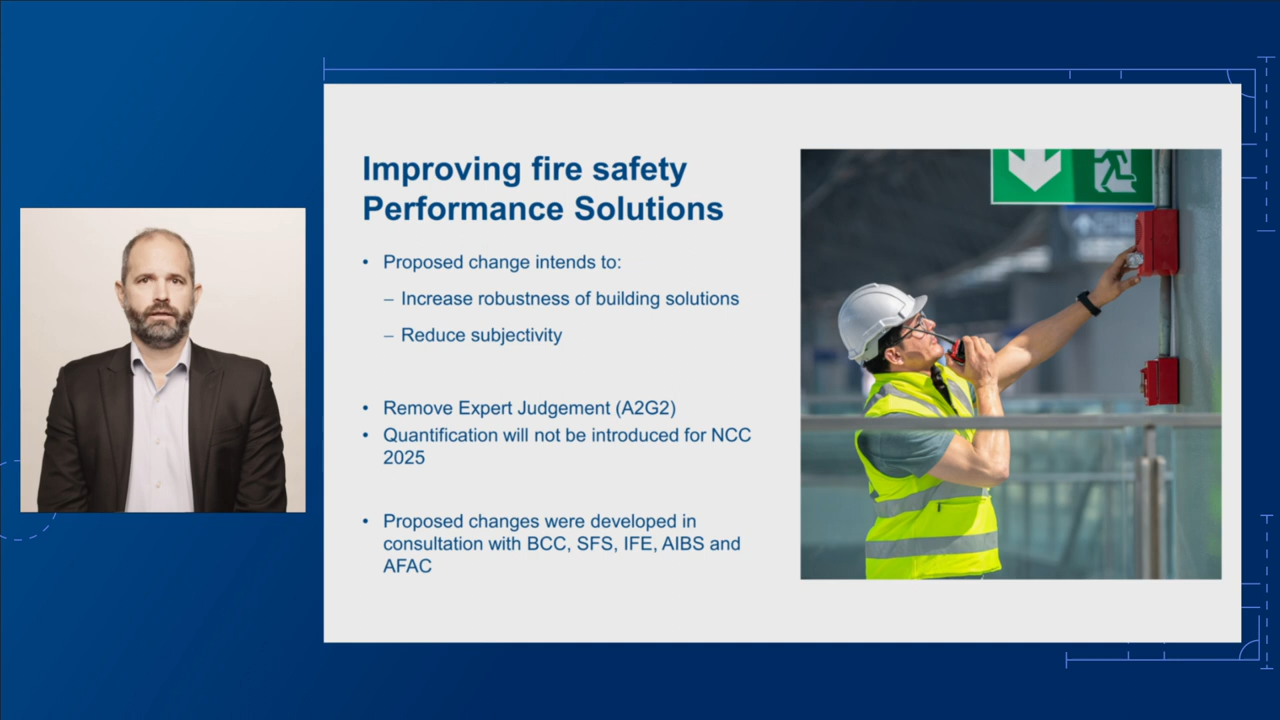 Improving fire safety
Performance Solutions
• Proposed change intends to:
– Increase robustness of building solutions
– Reduce subjectivity
• Remove Expert Judgement (A2G2)
• Quantification will not be introduced for NCC
2025
• Proposed changes were developed in
consultation with BCC, SFS, IFE, AIBS and
AFAC